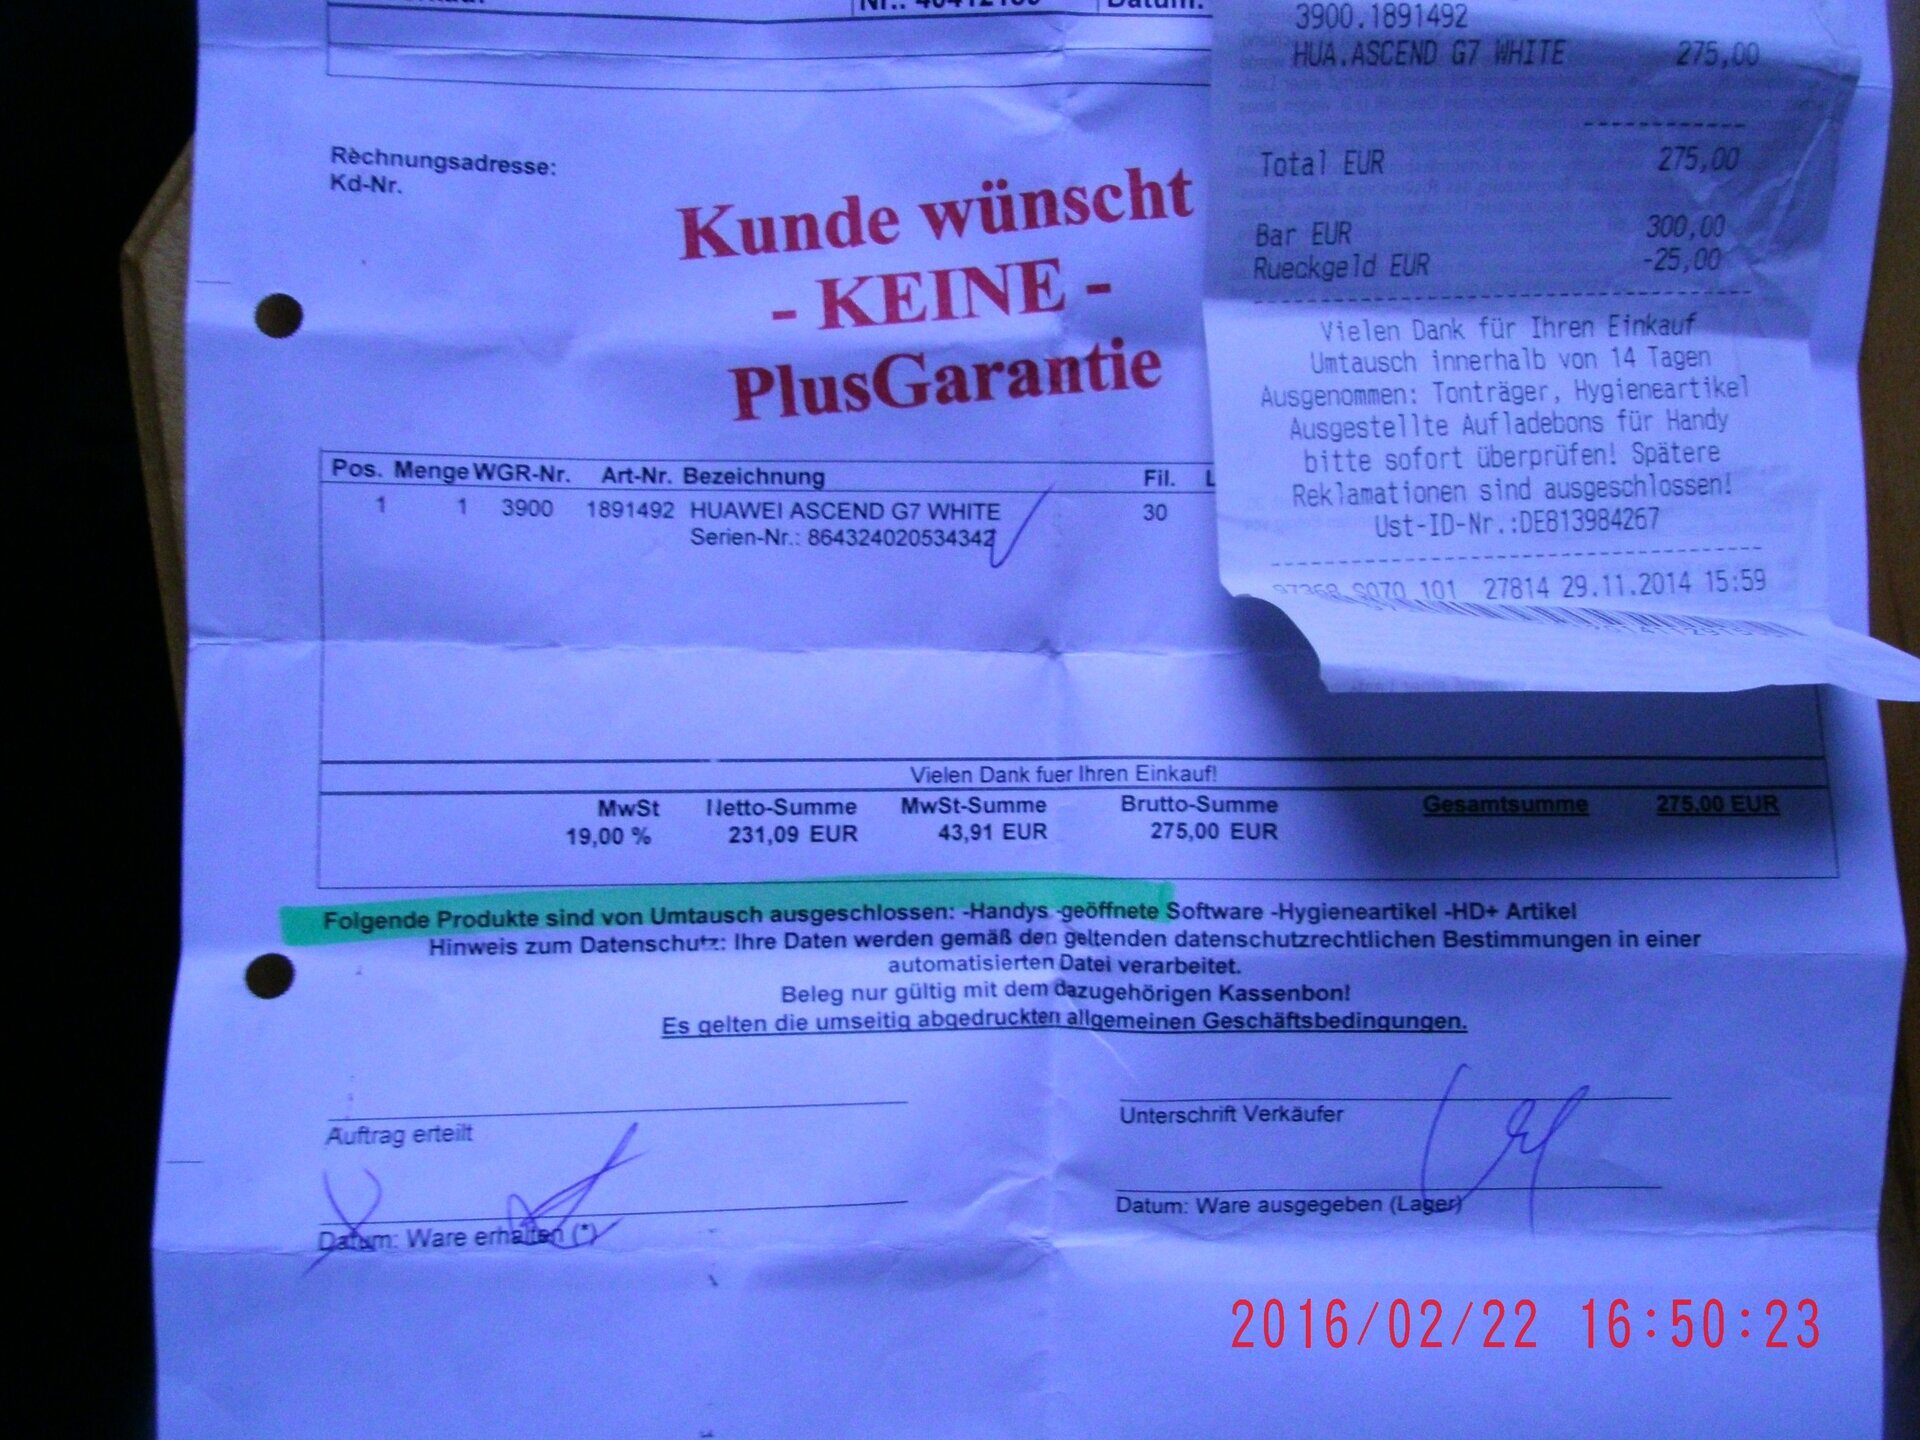 3900.1891492
HUA.ASCEND G7 WHITE 275,00
Total EUR 275,00
Bar EUR 300,00
Rueckgeld EUR -25,00
Vielen Dank für Ihren Einkauf
Umtausch innerhalb von 14 Tagen
Ausgenommen: Tonträger, Hygieneartikel
Ausgestellte Aufladebons für Handy
bitte sofort überprüfen! Spätere
Reklamationen sind ausgeschlossen!
Ust-ID-Nr.:DE813984267
S070 101 27814 29.11.2014 15:59
Nr.: Datum:
Rechnungsadresse:
Kd-Nr.
Kunde wünscht
- KEINE -
PlusGarantie
Pos. Menge WGR-Nr. Art-Nr. Bezeichnung Fil.
1 1 3900 1891492 HUAWEI ASCEND G7 WHITE 30
Serien-Nr.: 864324020534342
Vielen Dank fuer Ihren Einkauf!
MwSt Netto-Summe MwSt-Summe Brutto-Summe Gesamtsumme 275,00 EUR
19,00 % 231,09 EUR 43,91 EUR 275,00 EUR
Folgende Produkte sind von Umtausch ausgeschlossen: -Handys -geöffnete Software -Hygieneartikel -HD+ Artikel
Hinweis zum Datenschutz: Ihre Daten werden gemäß den geltenden datenschutzrechtlichen Bestimmungen in einer
automatisierten Datei verarbeitet.
Beleg nur gültig mit dem dazugehörigen Kassenbon!
Es gelten die umseitig abgedruckten allgemeinen Geschäftsbedingungen.
Auftrag erteilt
Unterschrift Verkäufer
Datum: Ware erhalten (*)
Datum: Ware ausgegeben (Lager)
2016/02/22 16:50:23